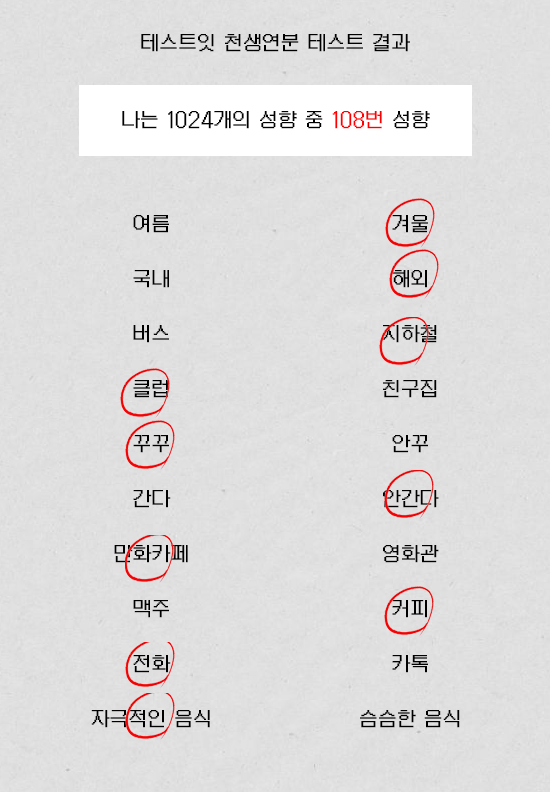 테스트잇 천생연분 테스트 결과
나는 1024개의 성향 중 108번 성향
여름 겨울
국내 해외
버스 지하철
클럽 친구집
꾸꾸 안꾸
간다 안간다
만화카페 영화관
맥주 커피
전화 카톡
자극적인 음식 슴슴한 음식